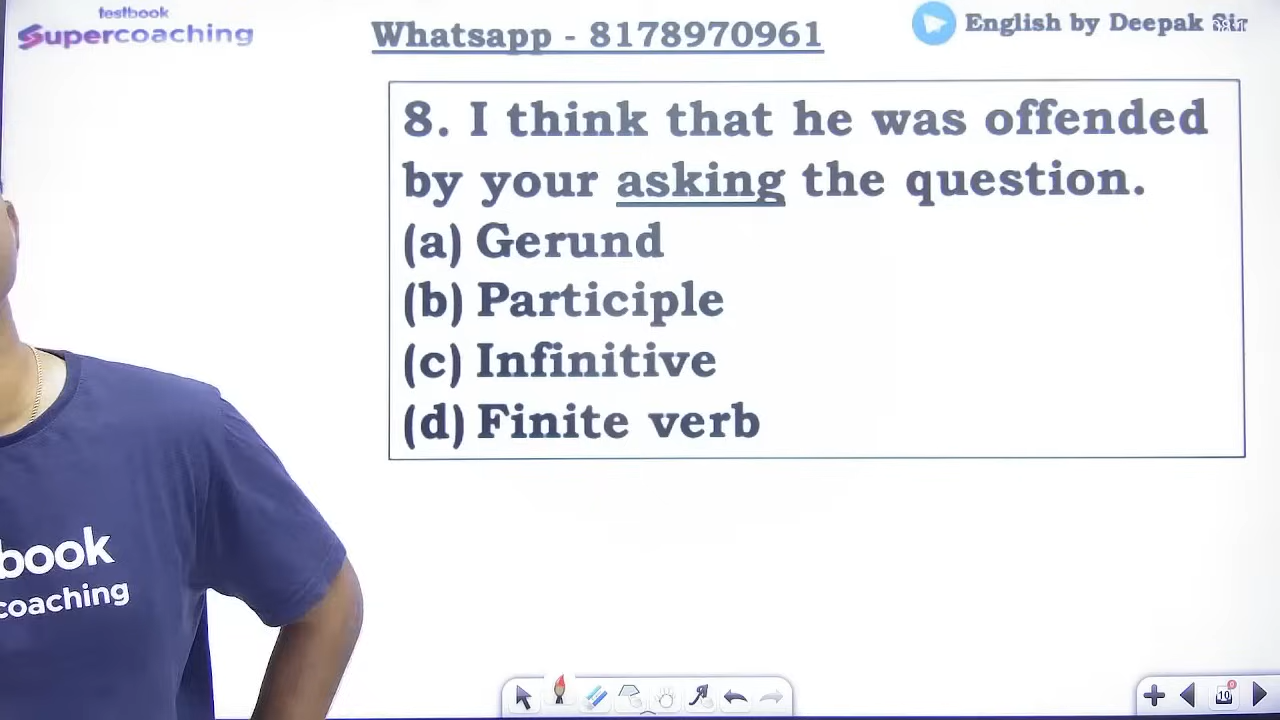 testbook
Supercoaching
Whatsapp - 8178970961
English by Deepak Sir
8. I think that he was offended
by your asking the question.
(a) Gerund
(b) Participle
(c) Infinitive
(d) Finite verb
book
coaching
10